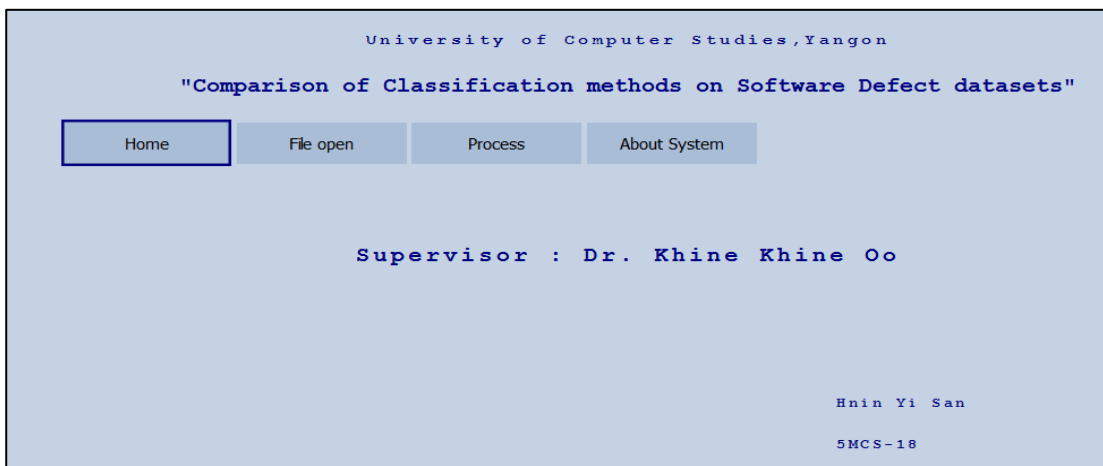 University of Computer Studies,Yangon
"Comparison of Classification methods on Software Defect datasets"
Home File open Process About System
Supervisor : Dr. Khine Khine Oo
Hnin Yi San
5MCS-18